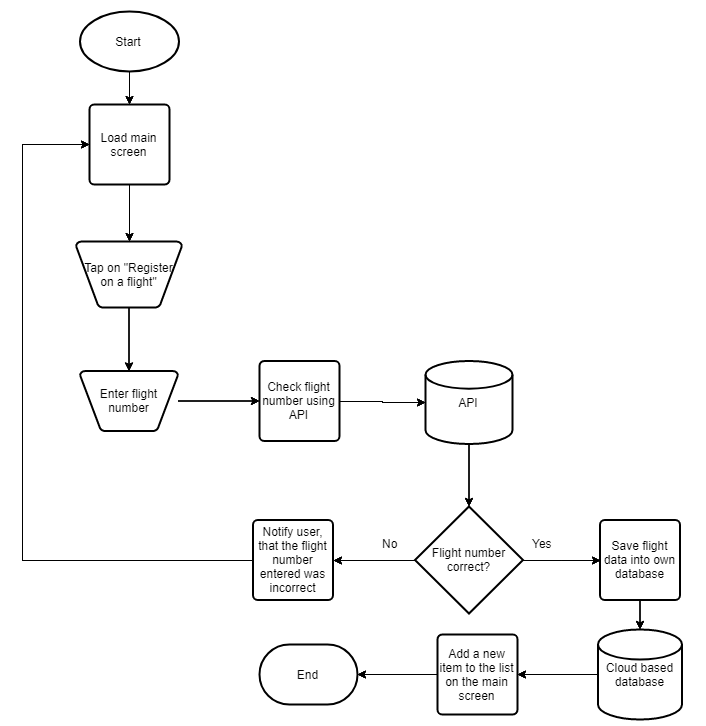 Start
Load main
screen
Tap on "Register
on a flight"
Enter flight
number
Check flight
number using
API
API
Flight number
correct?
No
Yes
Notify user,
that the flight
number
entered was
incorrect
Save flight
data into own
database
Cloud based
database
Add a new
item to the list
on the main
screen
End